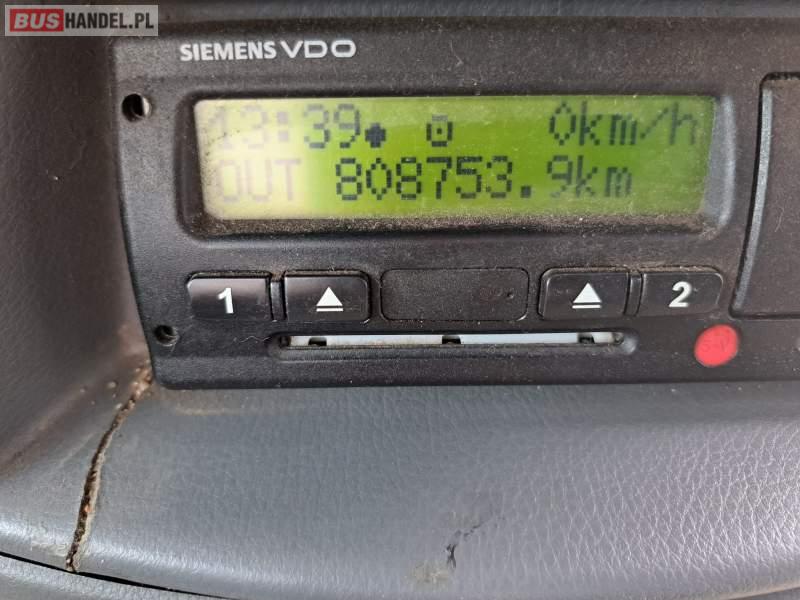 BUSHANDEL.PL
SIEMENS VDO
13:39 0km/h
OUT 808753.9km
1 2